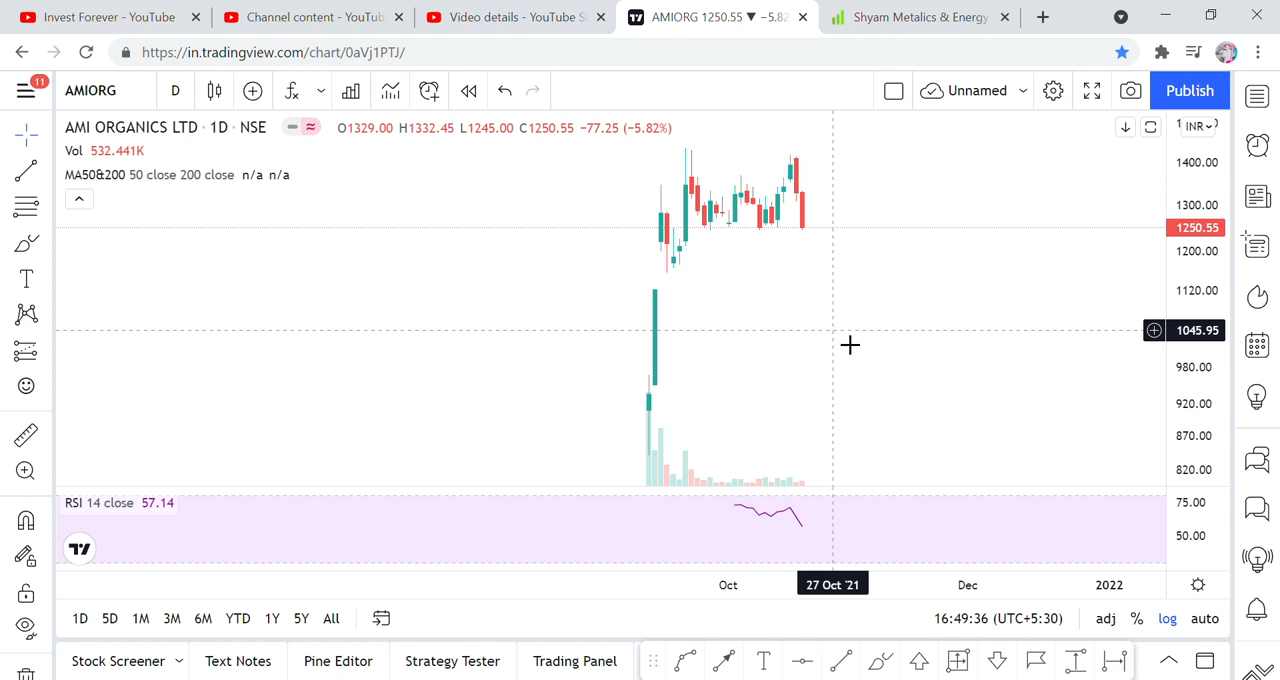 Invest Forever - YouTube
Channel content - YouTub
Video details - YouTube S
AMIORG 1250.55 ▼ −5.82
Shyam Metalics & Energy
https://in.tradingview.com/chart/0aVj1PTJ/
11
AMIORG D
Unnamed
Publish
AMI ORGANICS LTD · 1D · NSE
O1329.00 H1332.45 L1245.00 C1250.55 −77.25 (−5.82%)
INR
Vol 532.441K
MA50&200 50 close 200 close n/a n/a
1400.00
1300.00
1250.55
1200.00
1120.00
1045.95
980.00
920.00
870.00
820.00
RSI 14 close 57.14
75.00
50.00
Oct
27 Oct '21
Dec
2022
1D 5D 1M 3M 6M YTD 1Y 5Y All
16:49:36 (UTC+5:30)
adj % log auto
Stock Screener
Text Notes
Pine Editor
Strategy Tester
Trading Panel